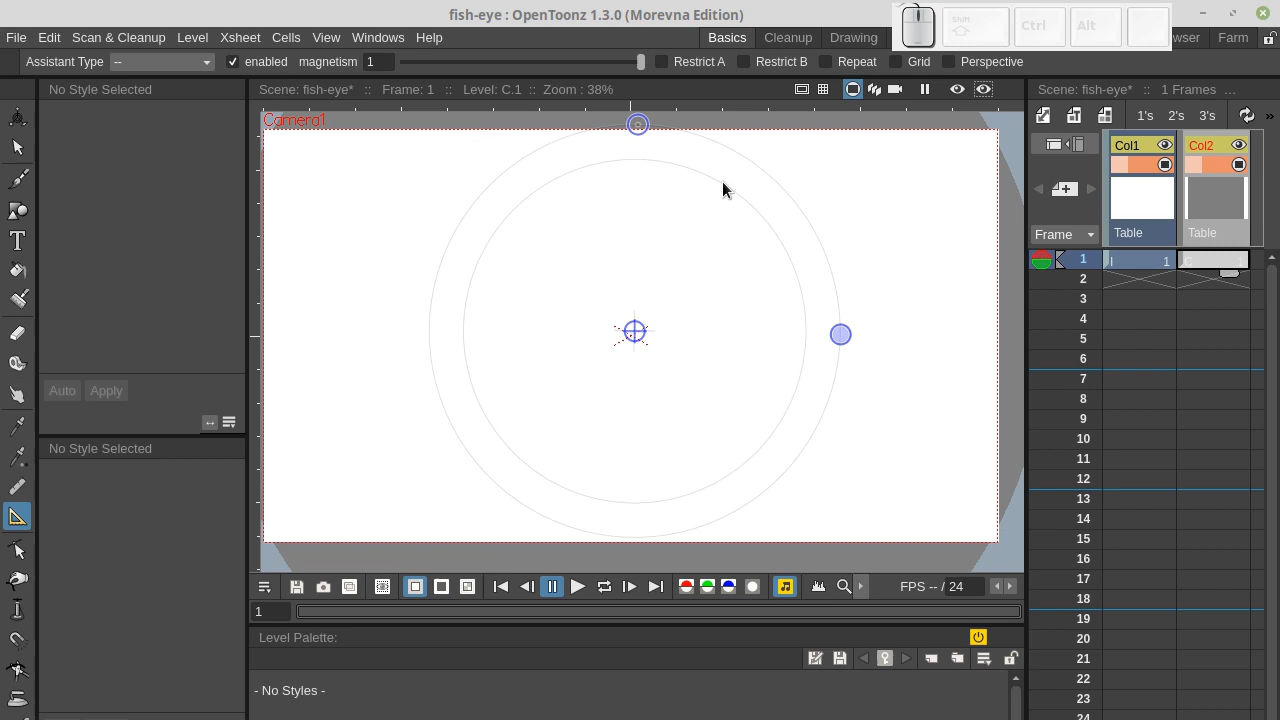 fish-eye : OpenToonz 1.3.0 (Morevna Edition)
Shift
Ctrl
Alt
File Edit Scan & Cleanup Level Xsheet Cells View Windows Help
Basics Cleanup Drawing wser Farm
Assistant Type -- enabled magnetism 1 Restrict A Restrict B Repeat Grid Perspective
No Style Selected
Scene: fish-eye* :: Frame: 1 :: Level: C.1 :: Zoom : 38%
Scene: fish-eye* :: 1 Frames ...
1's 2's 3's »
Camera1
Col1
Col2
Frame
Table
Table
1 I 1 C 1
2
3
4
5
6
7
8
9
10
11
12
13
14
15
16
17
18
19
20
21
22
23
24
Auto Apply
No Style Selected
FPS -- / 24
1
Level Palette:
- No Styles -